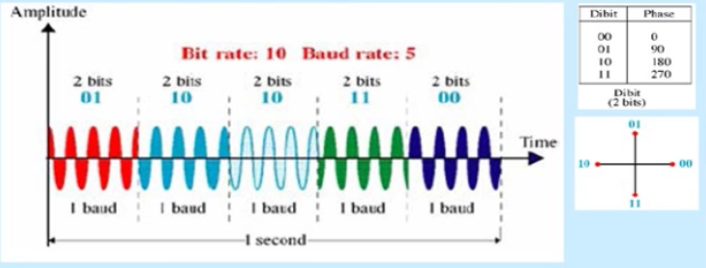 Amplitude
Bit rate: 10 Baud rate: 5
2 bits 2 bits 2 bits 2 bits 2 bits
01 10 10 11 00
Time
1 baud 1 baud 1 baud 1 baud 1 baud
1 second
Dibit Phase
00 0
01 90
10 180
11 270
Dibit
(2 bits)
01
10 00
11